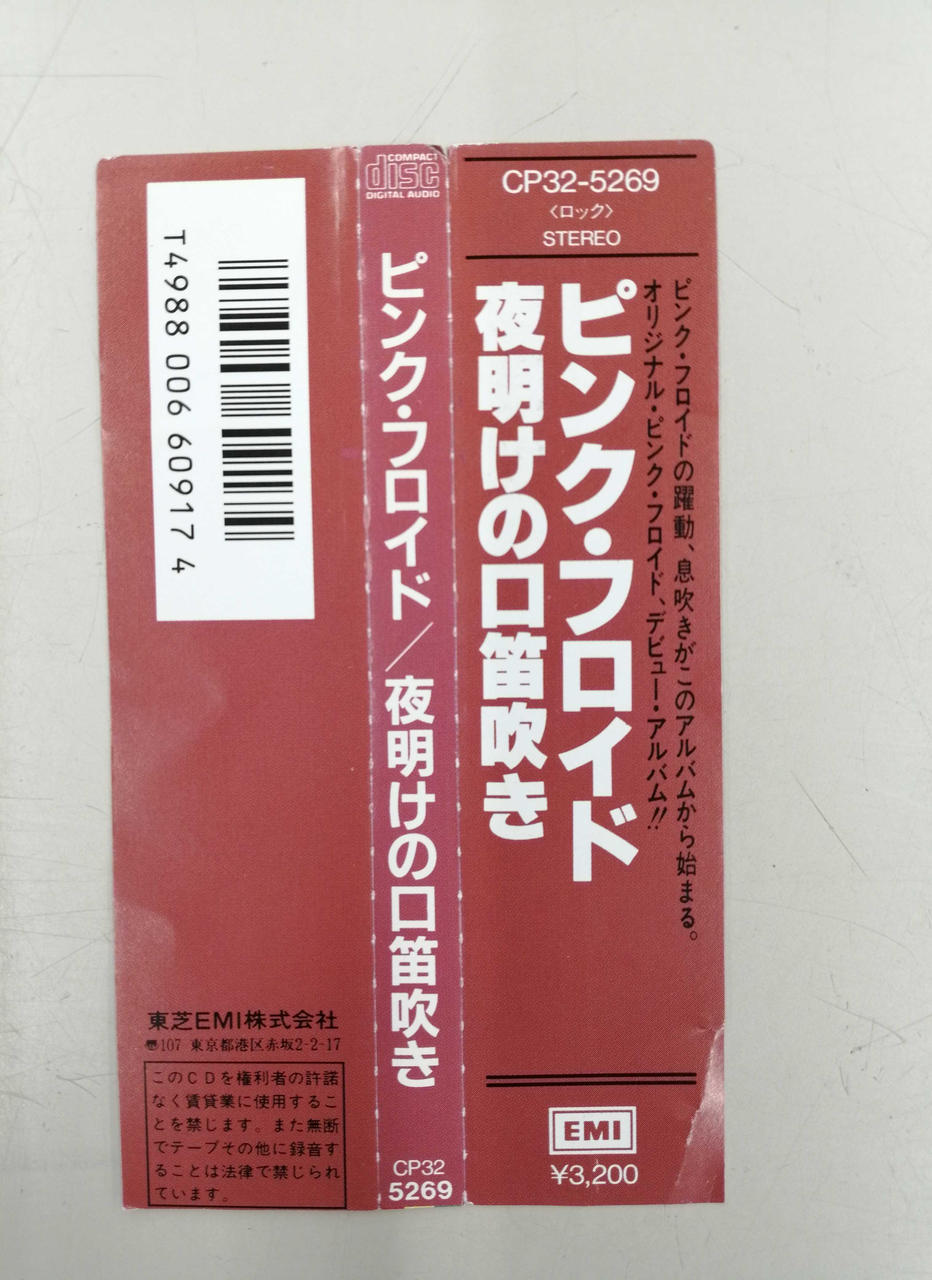 CP32-5269
〈ロック〉
STEREO
ピンク・フロイドの躍動、息吹きがこのアルバムから始まる。
オリジナル・ピンク・フロイド、デビュー・アルバム!!
ピンク・フロイド
夜明けの口笛吹き
EMI
¥3,200
COMPACT
disc
DIGITAL AUDIO
ピンク・フロイド/夜明けの口笛吹き
CP32
5269
T4988 006 60917 4
東芝EMI株式会社
〠107 東京都港区赤坂2-2-17
このCDを権利者の許諾
なく賃貸業に使用するこ
とを禁じます。また無断
でテープその他に録音す
ることは法律で禁じられ
ています。